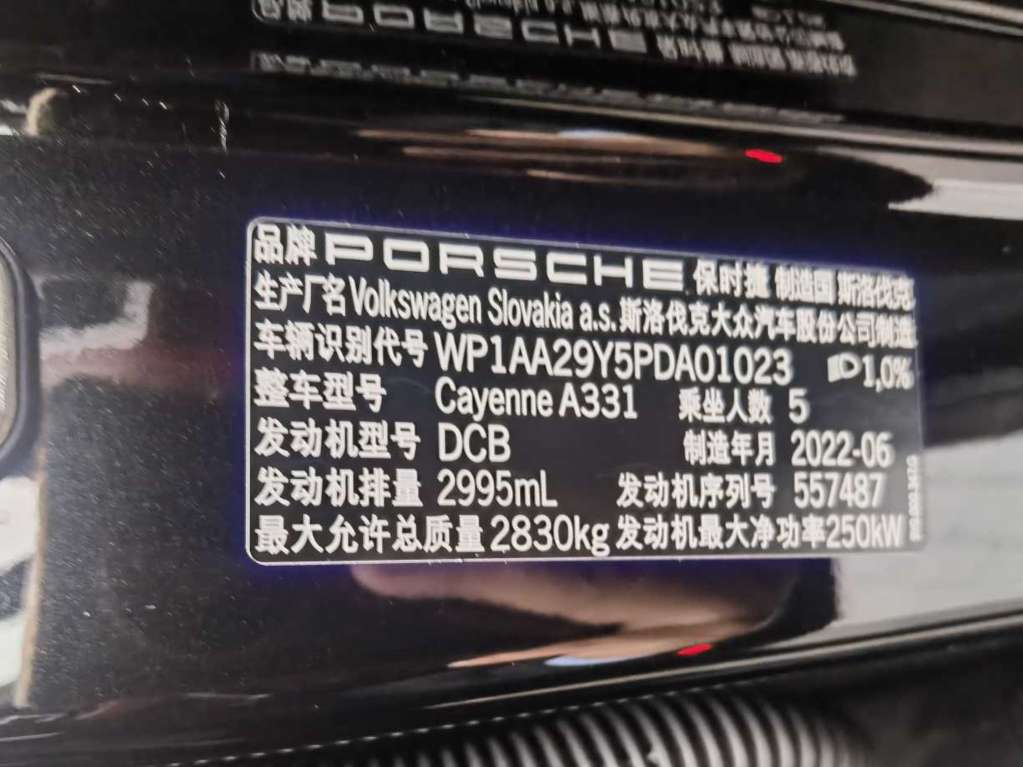 品牌 PORSCHE 保时捷 制造国 斯洛伐克
生产厂名 Volkswagen Slovakia a.s. 斯洛伐克大众汽车股份公司制造
车辆识别代号 WP1AA29Y5PDA01023 1,0%
整车型号 Cayenne A331 乘坐人数 5
发动机型号 DCB 制造年月 2022-06
发动机排量 2995mL 发动机序列号 557487
最大允许总质量 2830kg 发动机最大净功率 250kW